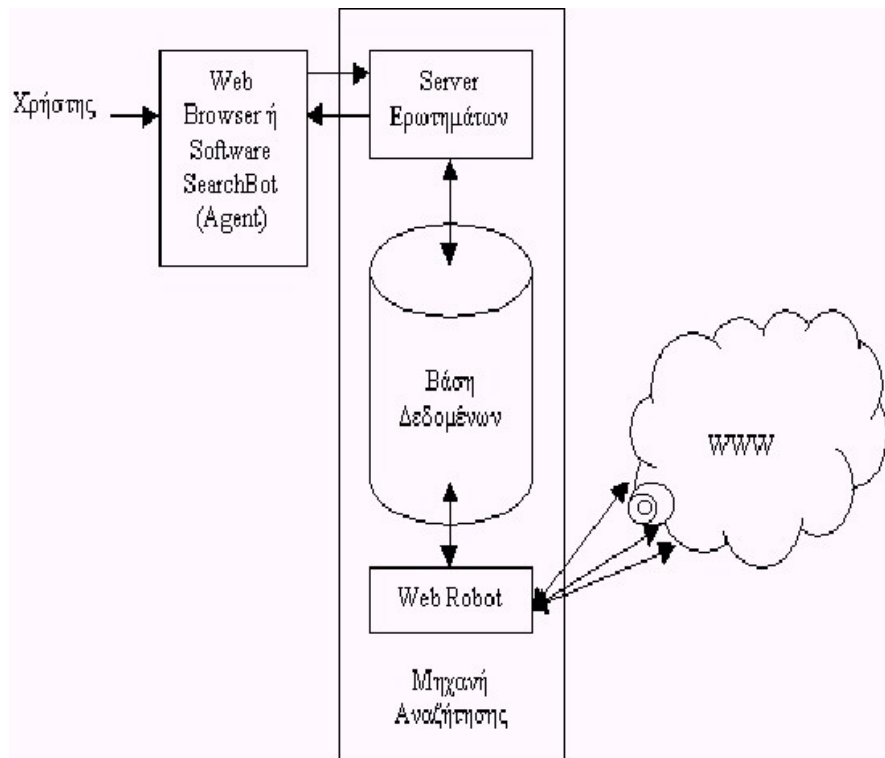 Χρήστης
Web
Browser ή
Software
SearchBot
(Agent)
Server
Ερωτημάτων
Βάση
Δεδομένων
WWW
Web Robot
Μηχανή
Αναζήτησης